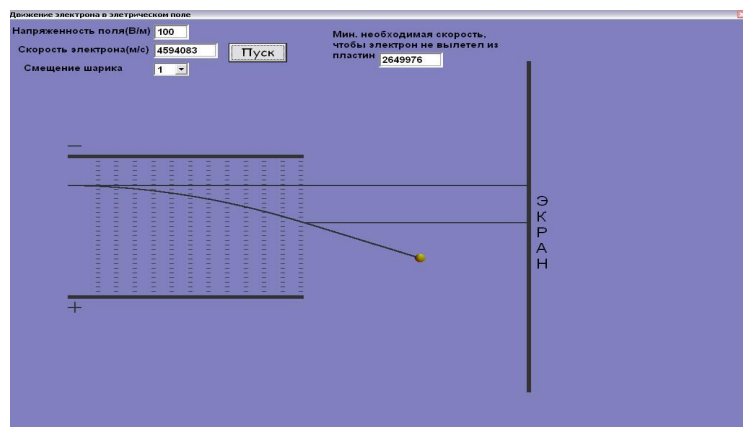 Движение электрона в элетрическом поле
Напряженность поля(В/м) 100
Скорость электрона(м/с) 4594083
Пуск
Смещение шарика 1
Мин. необходимая скорость,
чтобы электрон не вылетел из
пластин 2649976
—
+
Э
К
Р
А
Н